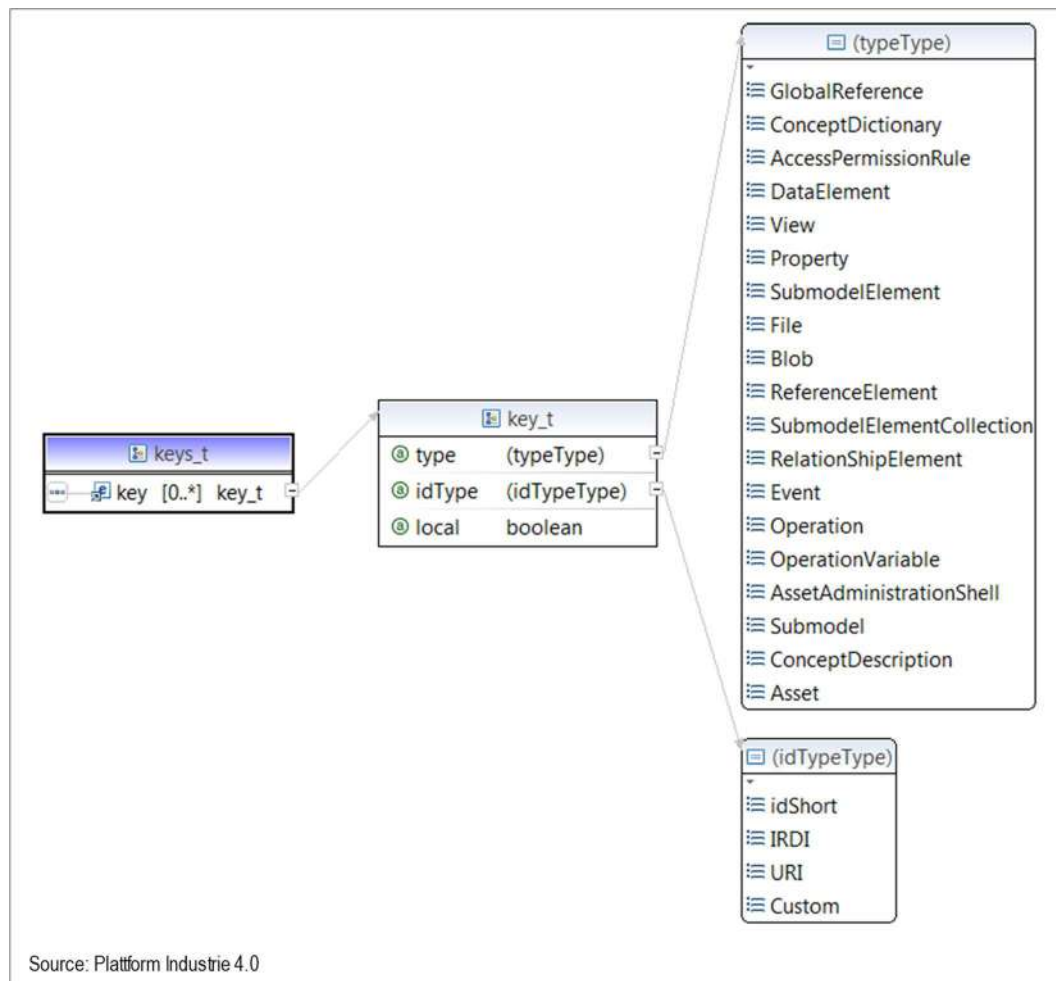 (typeType)
GlobalReference
ConceptDictionary
AccessPermissionRule
DataElement
View
Property
SubmodelElement
File
Blob
ReferenceElement
SubmodelElementCollection
RelationShipElement
Event
Operation
OperationVariable
AssetAdministrationShell
Submodel
ConceptDescription
Asset
key_t
type (typeType)
idType (idTypeType)
local boolean
keys_t
key [0..*] key_t
(idTypeType)
idShort
IRDI
URI
Custom
Source: Plattform Industrie 4.0